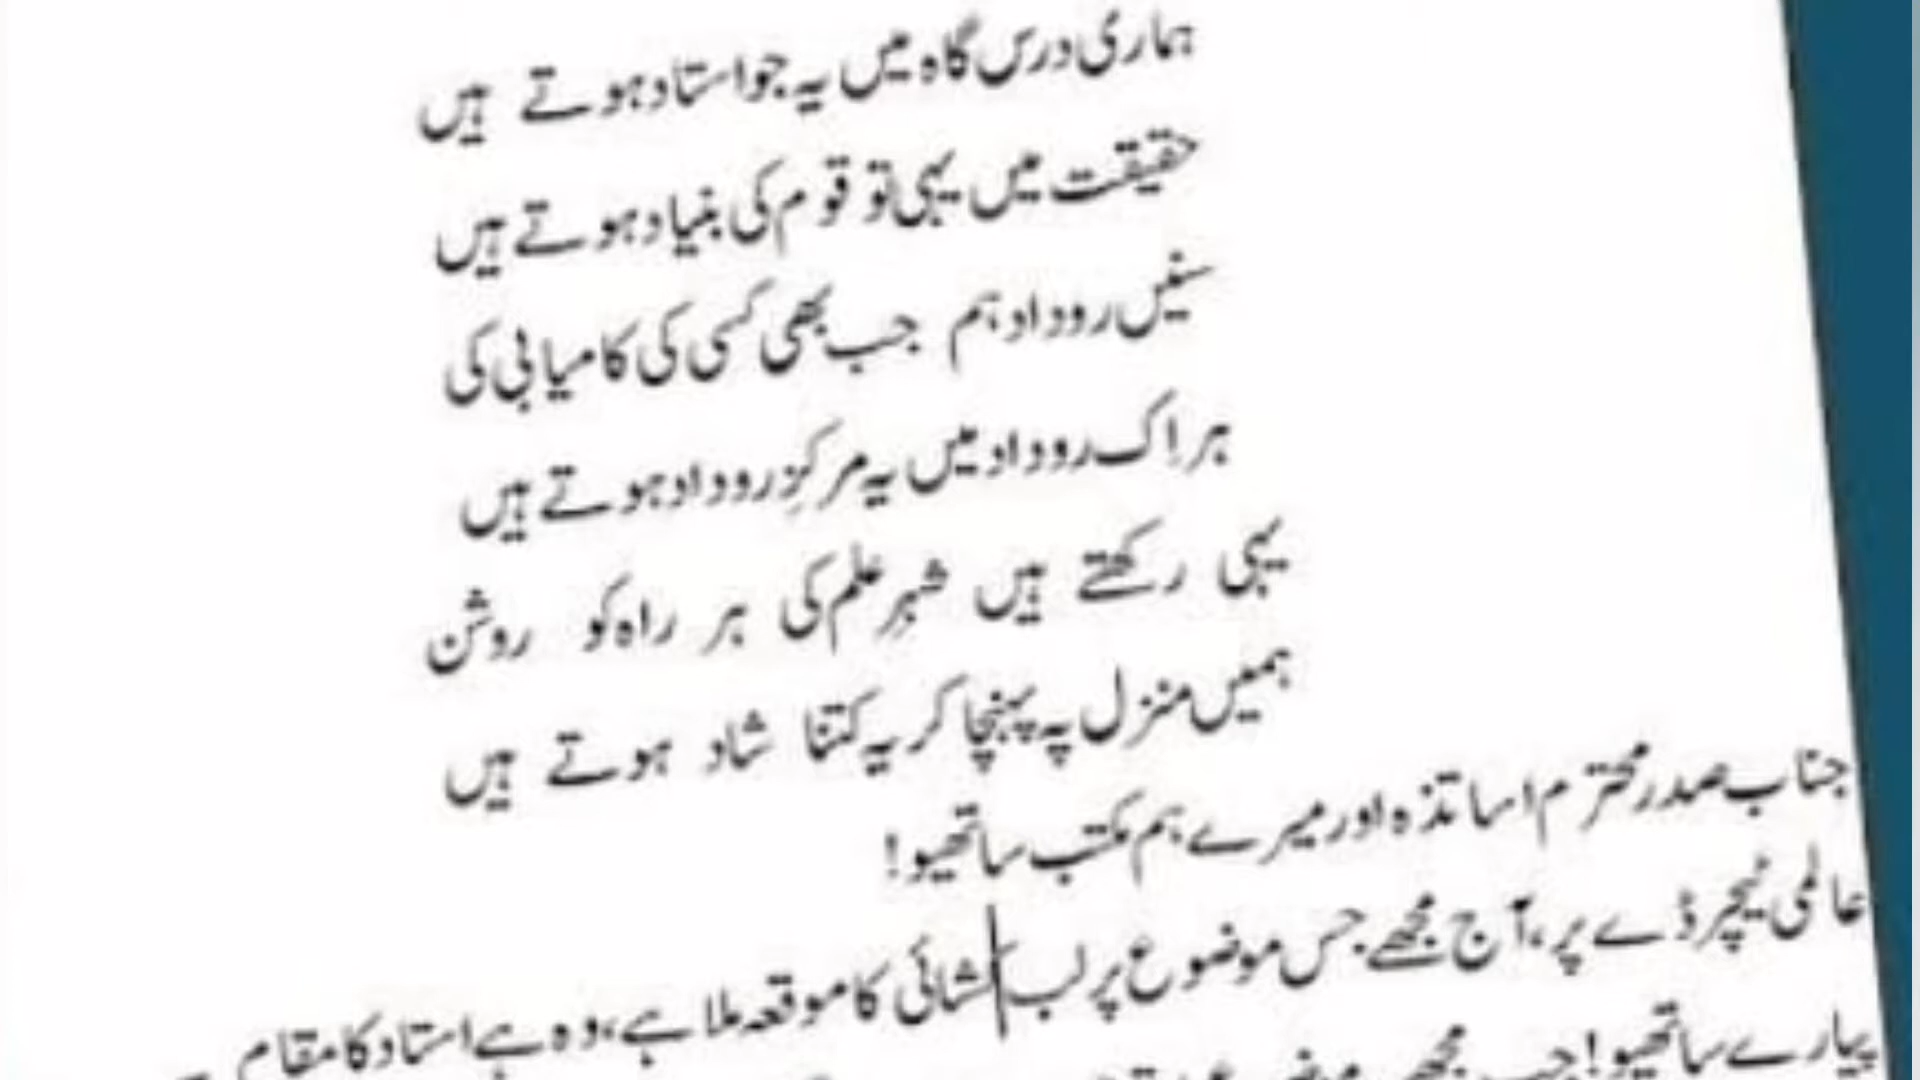 ہماری درس گاہ میں یہ جو استاد ہوتے ہیں
حقیقت میں یہی تو قوم کی بنیاد ہوتے ہیں
سنیں روداد ہم جب بھی کسی کی کامیابی کی
ہر اِک روداد میں یہ مرکزِ روداد ہوتے ہیں
یہی رکھتے ہیں شہرِ علم کی ہر راہ کو روشن
ہمیں منزل پہ پہنچا کر یہ کتنا شاد ہوتے ہیں
جناب صدر محترم اساتذہ اور میرے ہم مکتب ساتھیو!
عالمی ٹیچر ڈے پر، آج مجھے جس موضوع پر لب کشائی کا موقعہ ملا ہے، وہ ہے استاد کا مقام
پیارے ساتھیو! جب مجھے موضوع